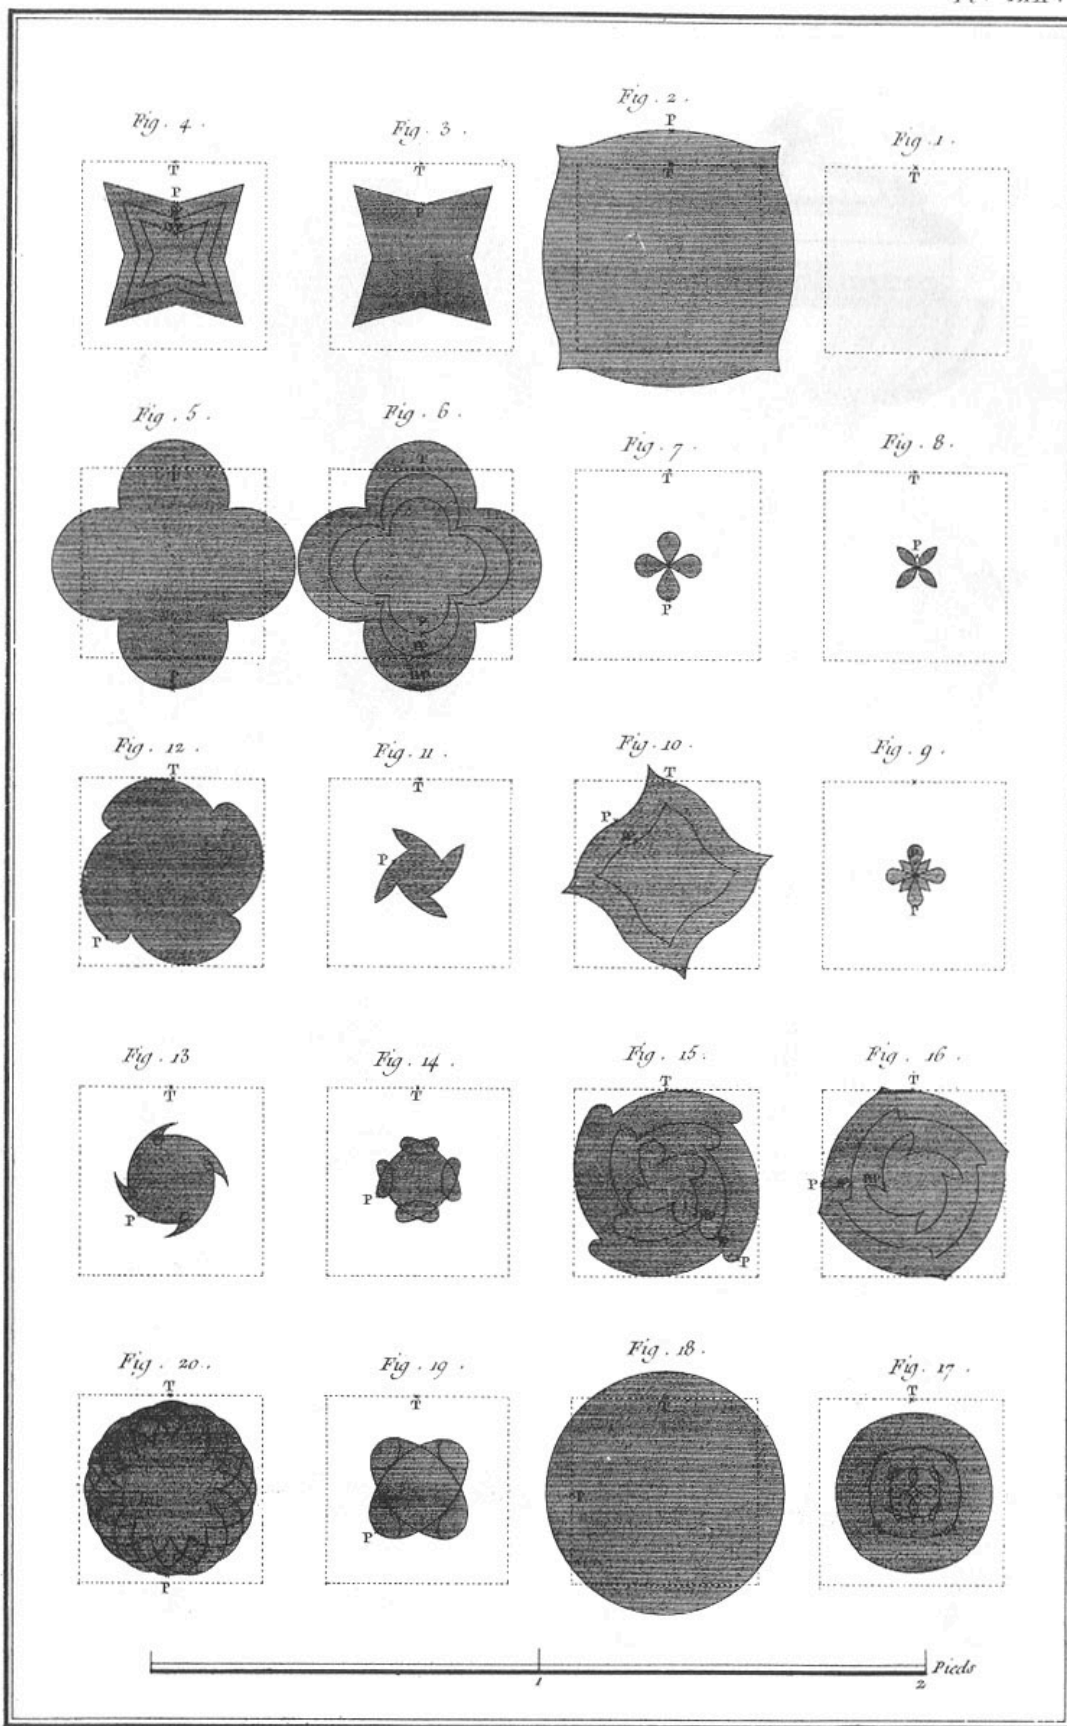 Fig. 4.
Fig. 3.
Fig. 2.
Fig. 1.
T
T
P
T
T
P
P
Fig. 5.
Fig. 6.
Fig. 7.
Fig. 8.
T
T
P
P
P
P
Fig. 12.
Fig. 11.
Fig. 10.
Fig. 9.
T
T
T
P
P
P
P
Fig. 13
Fig. 14.
Fig. 15.
Fig. 16.
T
T
T
T
P
P
P
P
Fig. 20.
Fig. 19.
Fig. 18.
Fig. 17.
T
T
T
T
P
P
P
1
2
Pieds